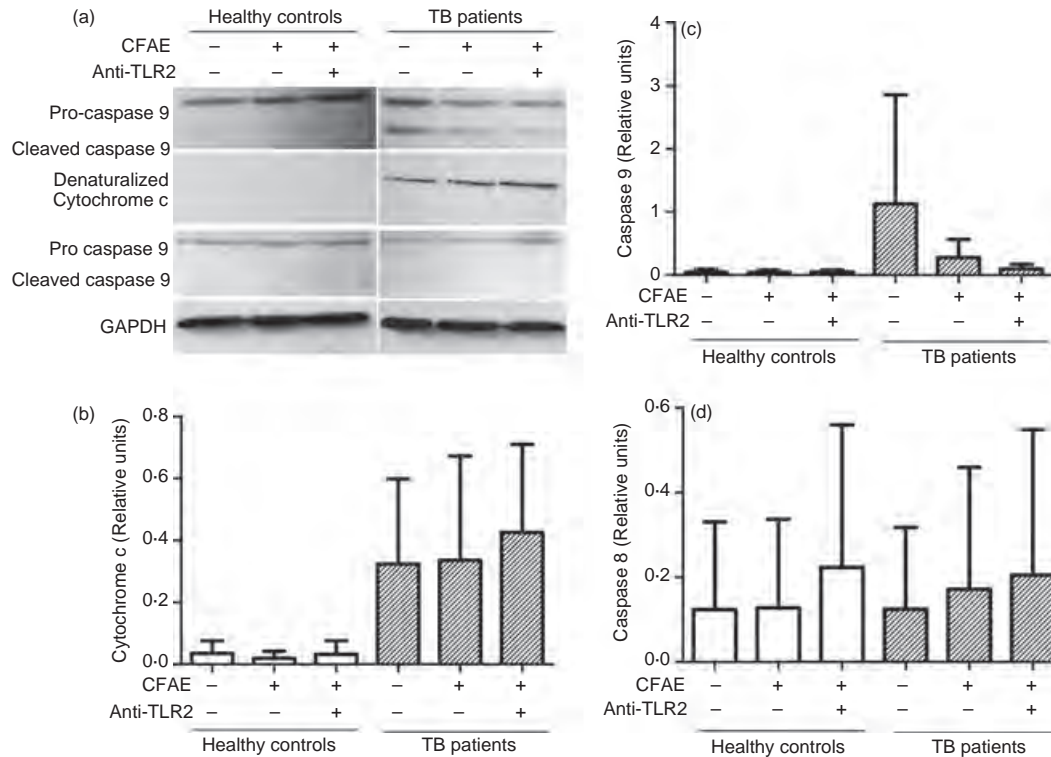 (a)
Healthy controls TB patients
CFAE – + + – + +
Anti-TLR2 – – + – – +
Pro-caspase 9
Cleaved caspase 9
Denaturalized
Cytochrome c
Pro caspase 9
Cleaved caspase 9
GAPDH
(b)
Cytochrome c (Relative units)
0·8
0·6
0·4
0·2
0·0
CFAE – + + – + +
Anti-TLR2 – – + – – +
Healthy controls TB patients
(c)
Caspase 9 (Relative units)
4
3
2
1
0
CFAE – + + – + +
Anti-TLR2 – – + – – +
Healthy controls TB patients
(d)
Caspase 8 (Relative units)
0·6
0·4
0·2
0·0
CFAE – + + – + +
Anti-TLR2 – – + – – +
Healthy controls TB patients